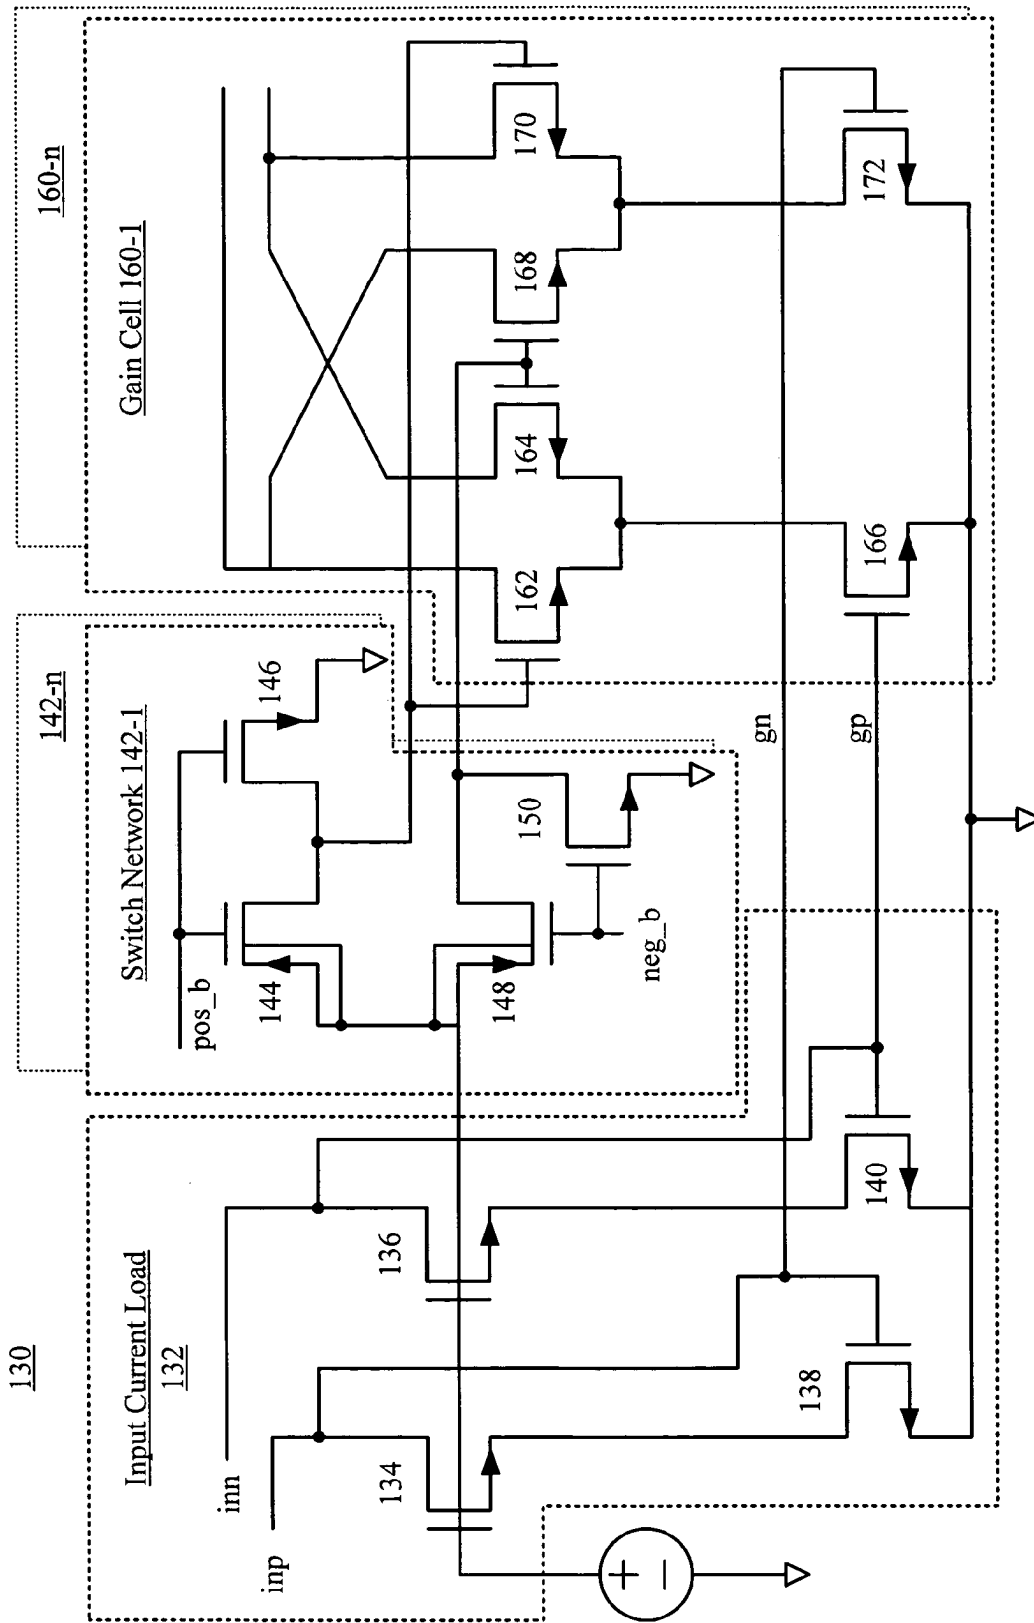 130
Input Current Load
132
inn
inp
134
136
138
140
142-n
Switch Network 142-1
pos_b
144
146
148
150
neg_b
gn
gp
160-n
Gain Cell 160-1
162
164
168
170
166
172
+
−